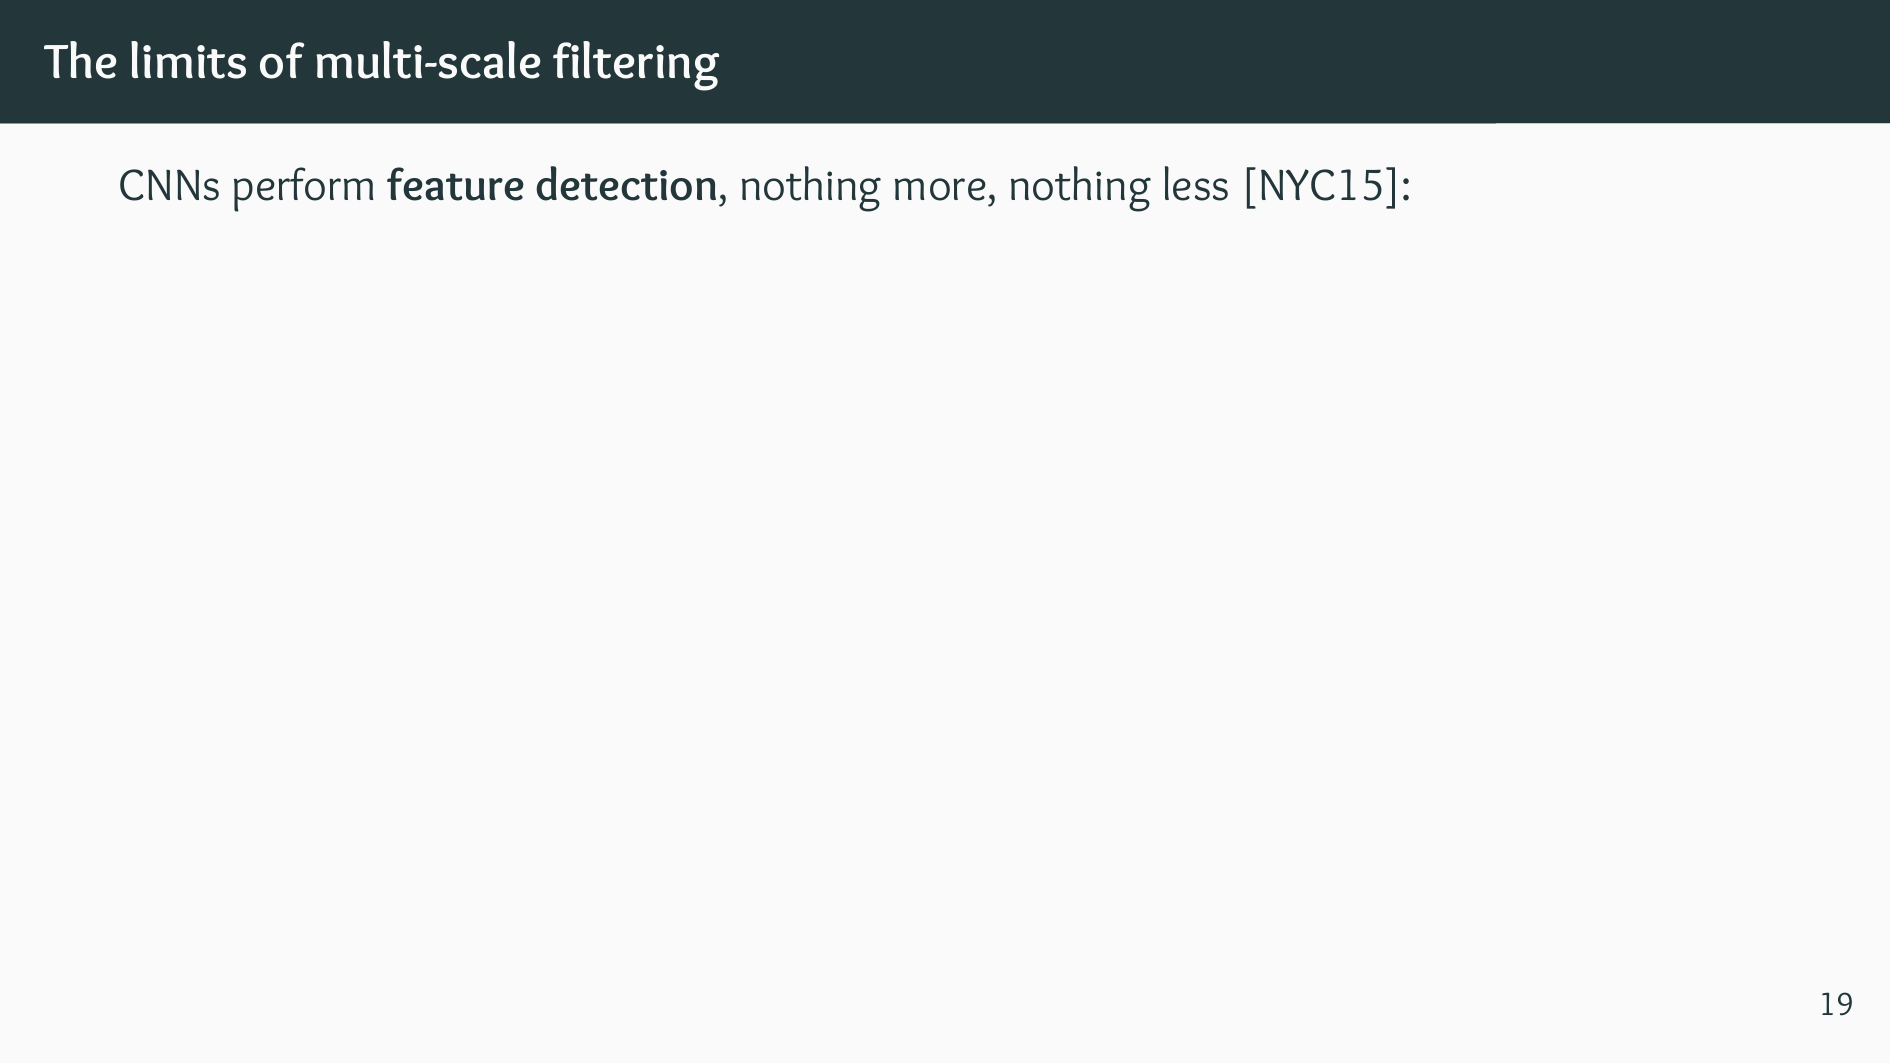 The limits of multi-scale filtering
CNNs perform feature detection, nothing more, nothing less [NYC15]:
19